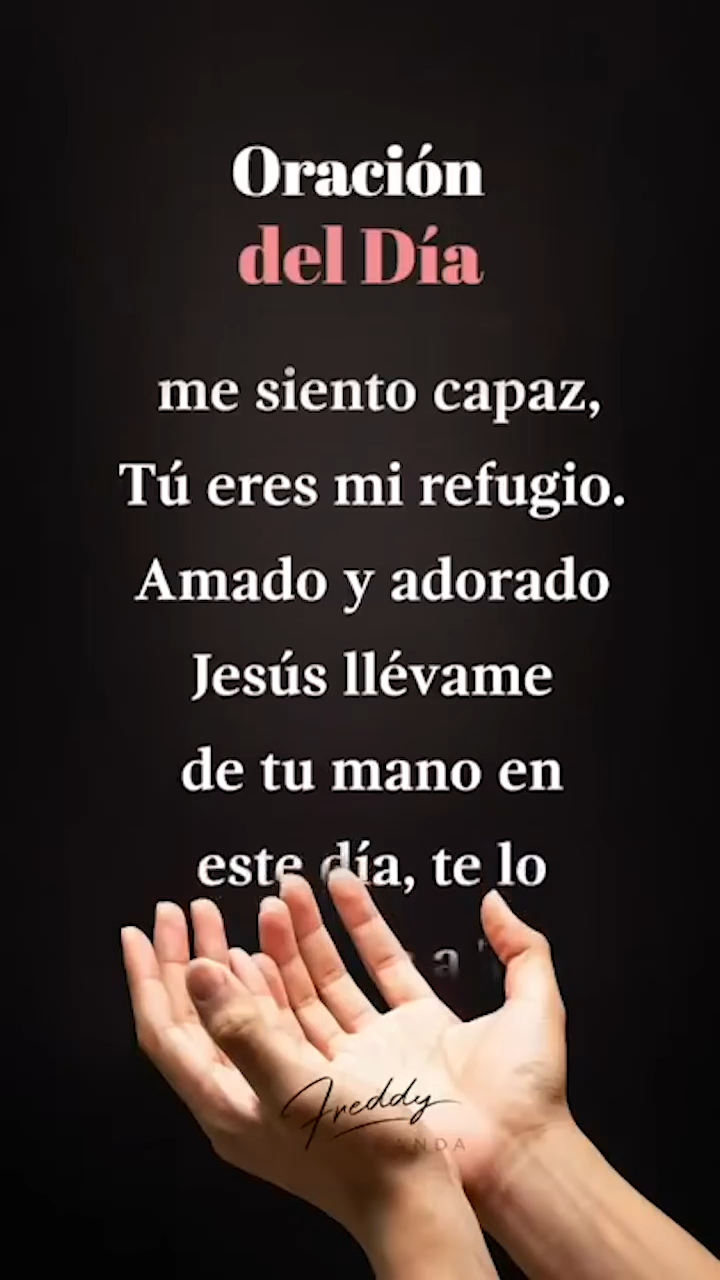 Oración
del Día
me siento capaz,
Tú eres mi refugio.
Amado y adorado
Jesús llévame
de tu mano en
este día, te lo
a
Freddy